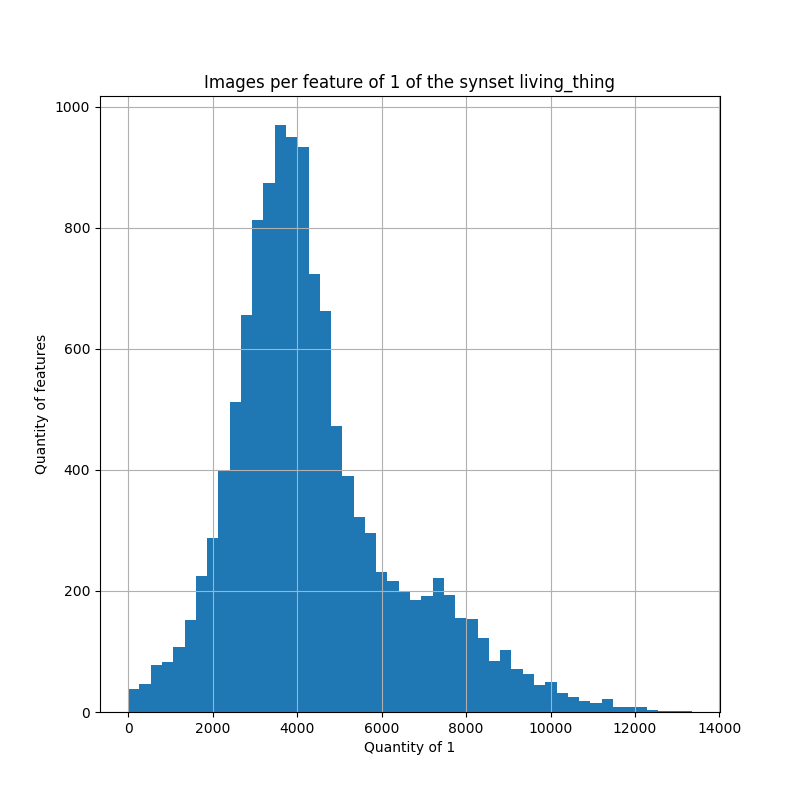 Images per feature of 1 of the synset living_thing
1000
800
600
400
200
0
Quantity of features
0 2000 4000 6000 8000 10000 12000 14000
Quantity of 1